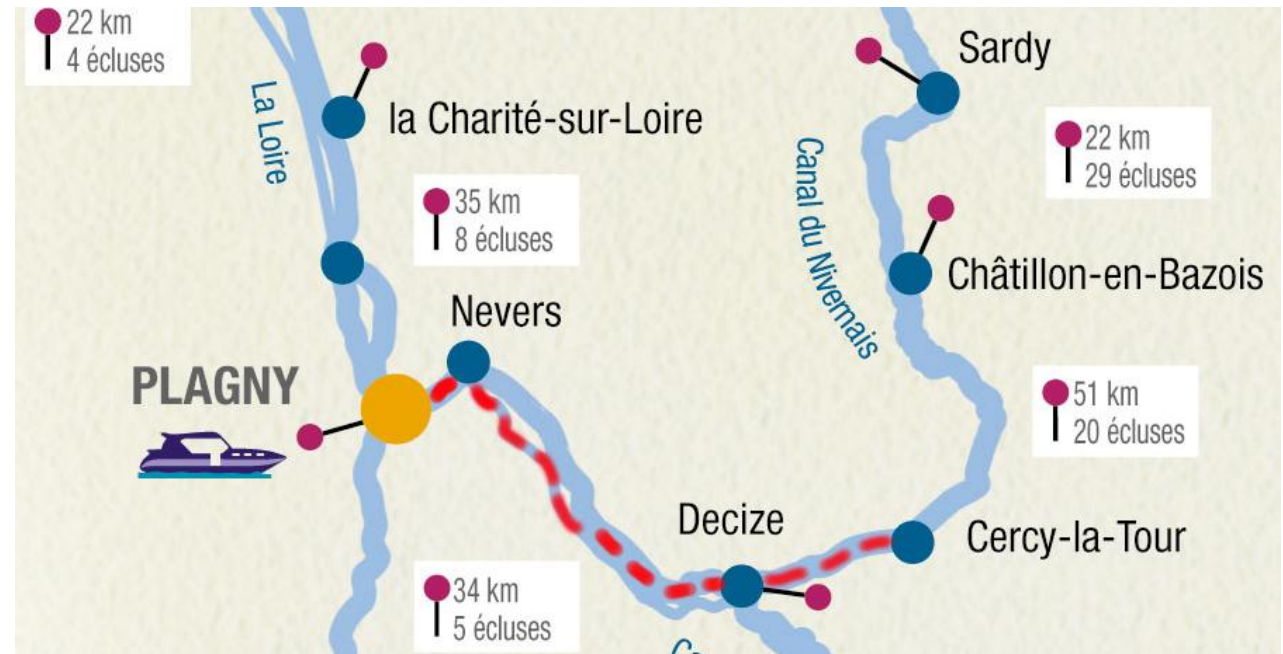 22 km
4 écluses
Sardy
La Loire
la Charité-sur-Loire
22 km
29 écluses
Canal du Nivernais
35 km
8 écluses
Châtillon-en-Bazois
Nevers
PLAGNY
51 km
20 écluses
Decize
Cercy-la-Tour
34 km
5 écluses